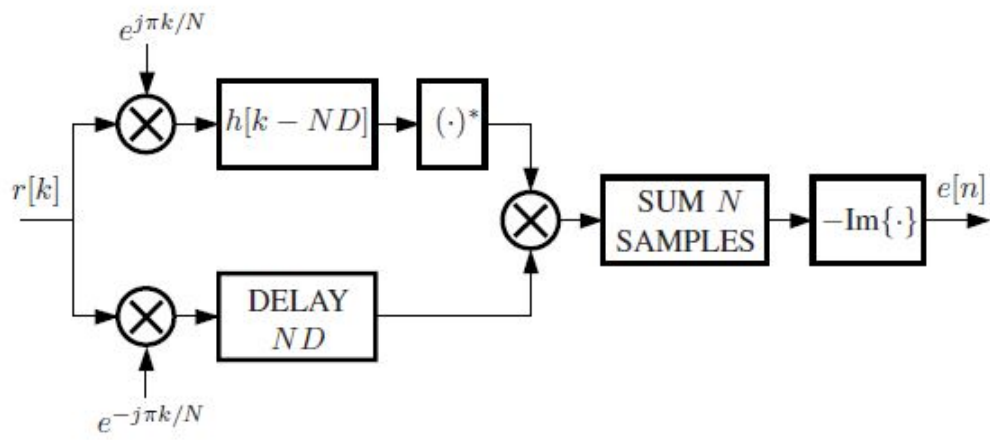 e^{jπk/N}
h[k − ND]
(·)*
r[k]
SUM N
SAMPLES
−Im{·}
e[n]
DELAY
ND
e^{−jπk/N}